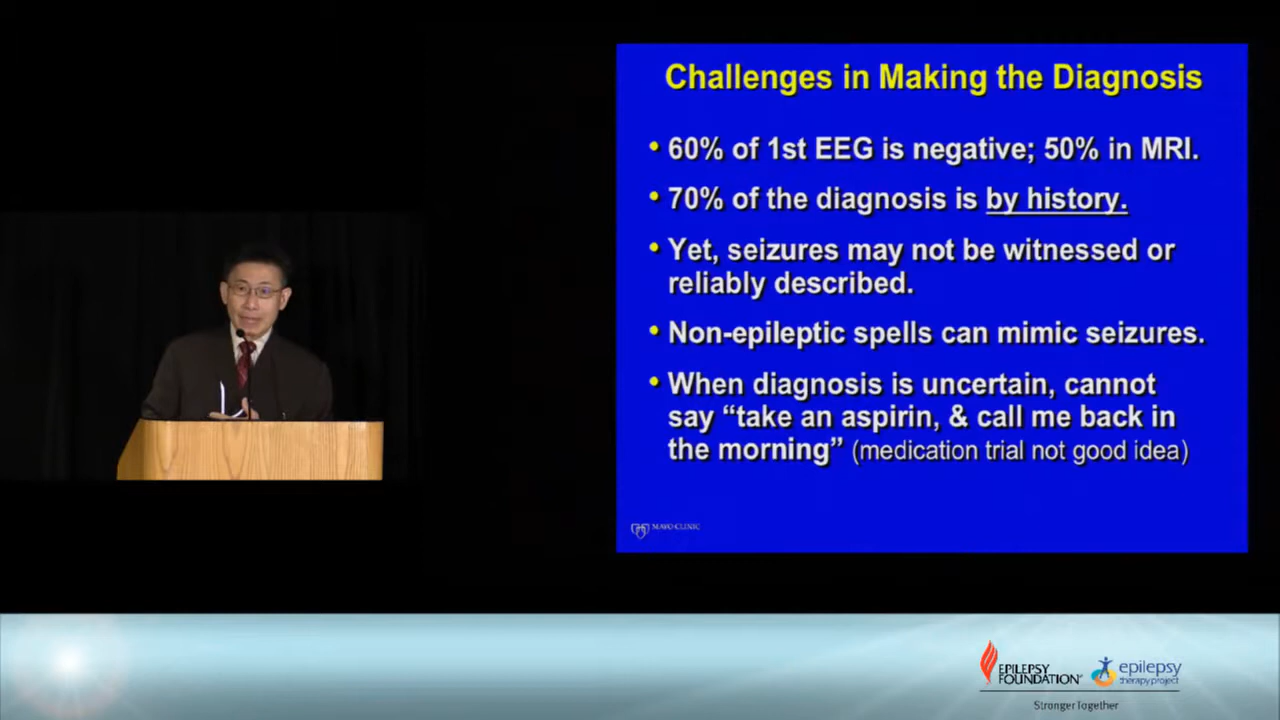 Challenges in Making the Diagnosis
• 60% of 1st EEG is negative; 50% in MRI.
• 70% of the diagnosis is by history.
• Yet, seizures may not be witnessed or
reliably described.
• Non-epileptic spells can mimic seizures.
• When diagnosis is uncertain, cannot
say “take an aspirin, & call me back in
the morning” (medication trial not good idea)
MAYO CLINIC
EPILEPSY
FOUNDATION
epilepsy
therapy project
Stronger Together